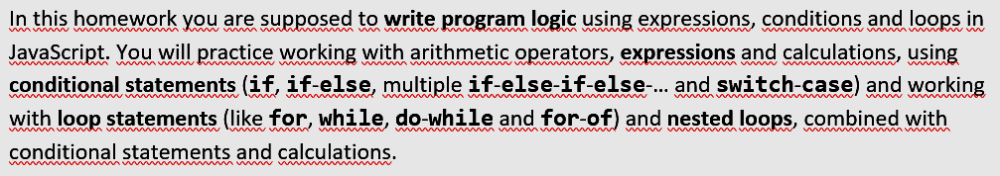 In this homework you are supposed to write program logic using expressions, conditions and loops in
JavaScript. You will practice working with arithmetic operators, expressions and calculations, using
conditional statements (if, if-else, multiple if-else-if-else-… and switch-case) and working
with loop statements (like for, while, do-while and for-of) and nested loops, combined with
conditional statements and calculations.